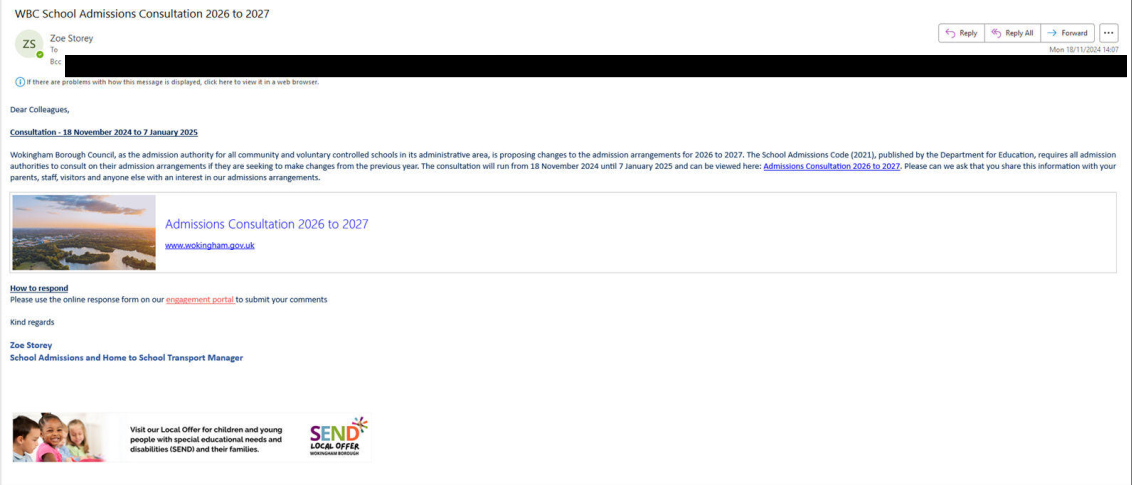 WBC School Admissions Consultation 2026 to 2027
ZS
Zoe Storey
To
Bcc
Reply
Reply All
Forward
Mon 18/11/2024 14:07
If there are problems with how this message is displayed, click here to view it in a web browser.
Dear Colleagues,
Consultation - 18 November 2024 to 7 January 2025
Wokingham Borough Council, as the admission authority for all community and voluntary controlled schools in its administrative area, is proposing changes to the admission arrangements for 2026 to 2027. The School Admissions Code (2021), published by the Department for Education, requires all admission
authorities to consult on their admission arrangements if they are seeking to make changes from the previous year. The consultation will run from 18 November 2024 until 7 January 2025 and can be viewed here: Admissions Consultation 2026 to 2027. Please can we ask that you share this information with your
parents, staff, visitors and anyone else with an interest in our admissions arrangements.
Admissions Consultation 2026 to 2027
www.wokingham.gov.uk
How to respond
Please use the online response form on our engagement portal to submit your comments
Kind regards
Zoe Storey
School Admissions and Home to School Transport Manager
Visit our Local Offer for children and young
people with special educational needs and
disabilities (SEND) and their families.
SEND
LOCAL OFFER
WOKINGHAM BOROUGH